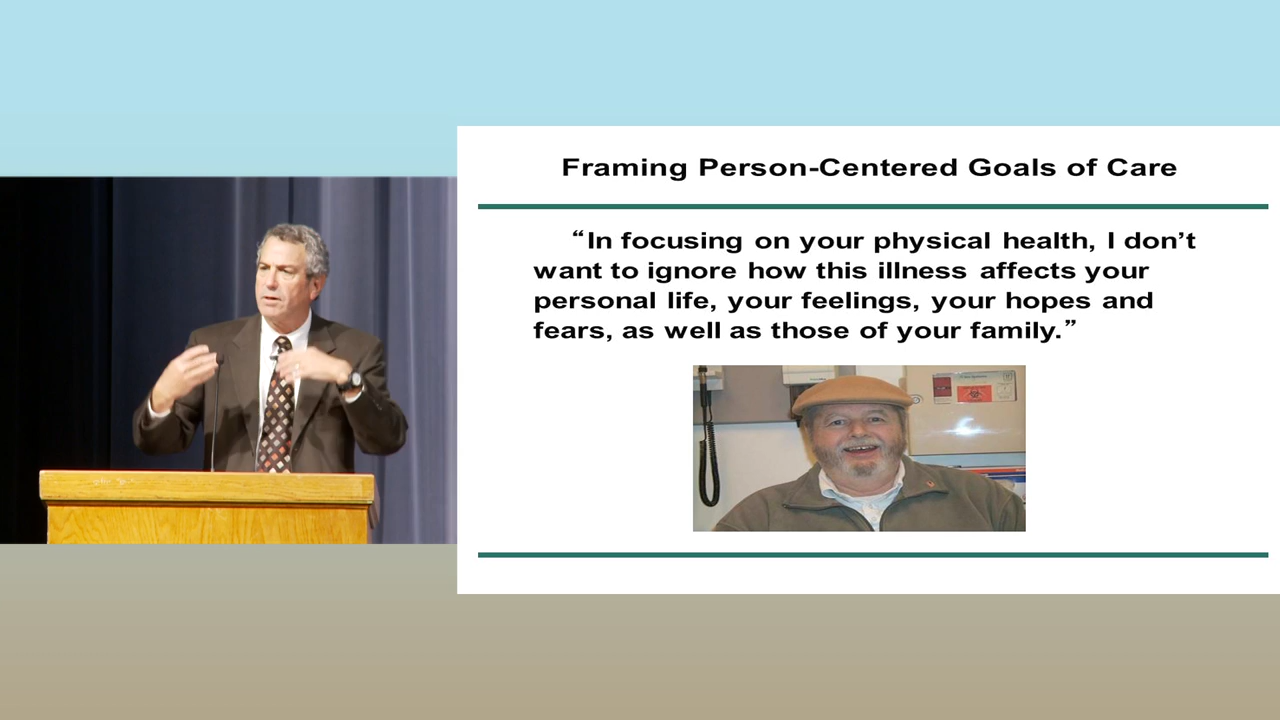 Framing Person-Centered Goals of Care
“In focusing on your physical health, I don’t
want to ignore how this illness affects your
personal life, your feelings, your hopes and
fears, as well as those of your family.”